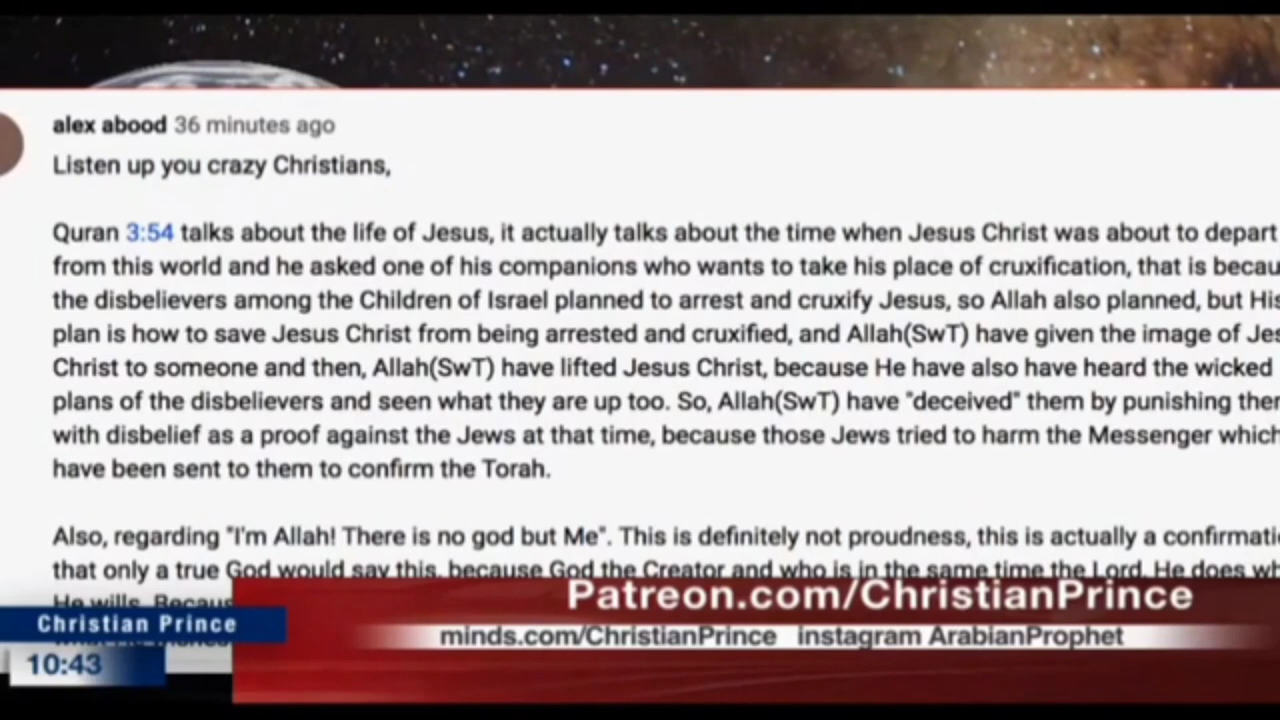 alex abood 36 minutes ago
Listen up you crazy Christians,
Quran 3:54 talks about the life of Jesus, it actually talks about the time when Jesus Christ was about to depart
from this world and he asked one of his companions who wants to take his place of cruxification, that is becau
the disbelievers among the Children of Israel planned to arrest and cruxify Jesus, so Allah also planned, but His
plan is how to save Jesus Christ from being arrested and cruxified, and Allah(SwT) have given the image of Jes
Christ to someone and then, Allah(SwT) have lifted Jesus Christ, because He have also have heard the wicked
plans of the disbelievers and seen what they are up too. So, Allah(SwT) have "deceived" them by punishing ther
with disbelief as a proof against the Jews at that time, because those Jews tried to harm the Messenger which
have been sent to them to confirm the Torah.
Also, regarding "I'm Allah! There is no god but Me". This is definitely not proudness, this is actually a confirmati
that only a true God would say this, because God the Creator and who is in the same time the Lord, He does wh
He wills. Becaus
Patreon.com/ChristianPrince
Christian Prince
minds.com/ChristianPrince instagram ArabianProphet
10:43